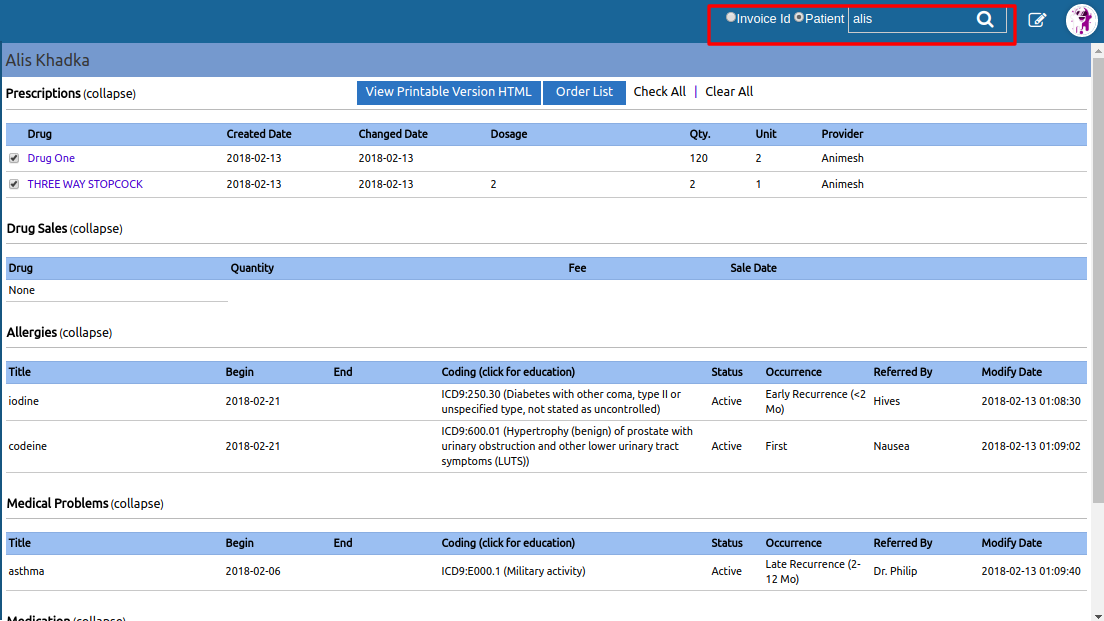 Invoice Id Patient alis
Alis Khadka
Prescriptions (collapse) View Printable Version HTML Order List Check All | Clear All
Drug Created Date Changed Date Dosage Qty. Unit Provider
Drug One 2018-02-13 2018-02-13 120 2 Animesh
THREE WAY STOPCOCK 2018-02-13 2018-02-13 2 2 1 Animesh
Drug Sales (collapse)
Drug Quantity Fee Sale Date
None
Allergies (collapse)
Title Begin End Coding (click for education) Status Occurrence Referred By Modify Date
iodine 2018-02-21 ICD9:250.30 (Diabetes with other coma, type II or unspecified type, not stated as uncontrolled) Active Early Recurrence (<2 Mo) Hives 2018-02-13 01:08:30
codeine 2018-02-21 ICD9:600.01 (Hypertrophy (benign) of prostate with urinary obstruction and other lower urinary tract symptoms (LUTS)) Active First Nausea 2018-02-13 01:09:02
Medical Problems (collapse)
Title Begin End Coding (click for education) Status Occurrence Referred By Modify Date
asthma 2018-02-06 ICD9:E000.1 (Military activity) Active Late Recurrence (2-12 Mo) Dr. Philip 2018-02-13 01:09:40
Medication (collapse)